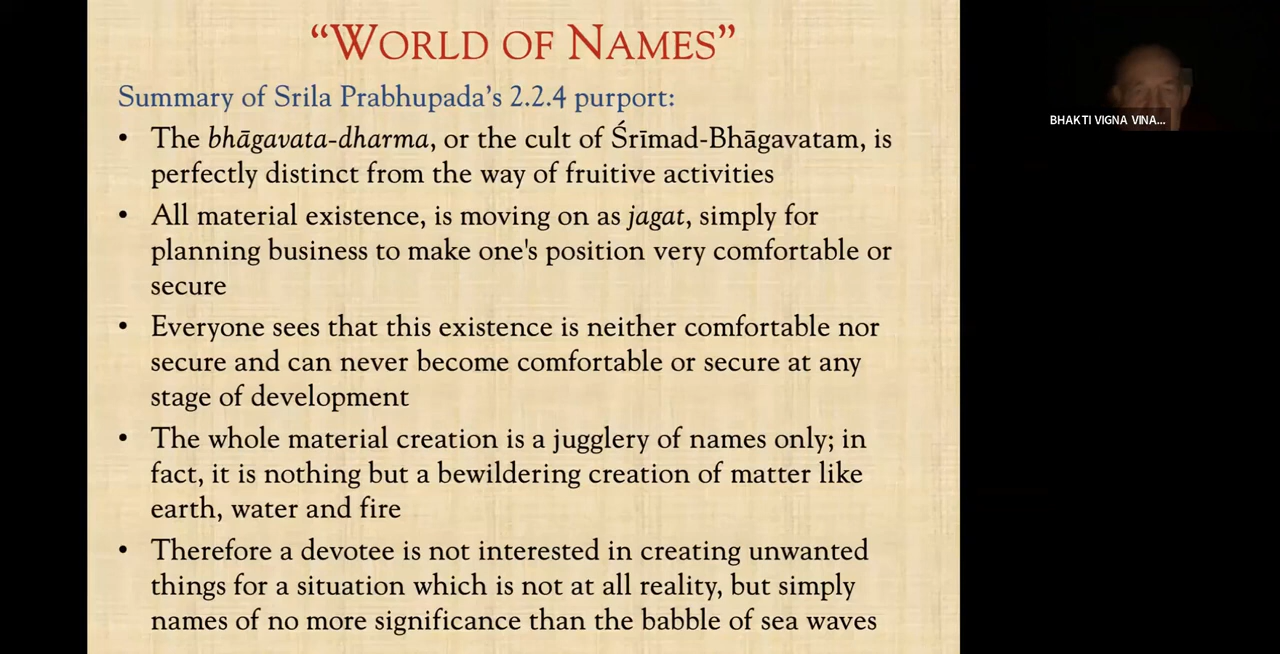 “WORLD OF NAMES”
Summary of Srila Prabhupada’s 2.2.4 purport:
• The bhāgavata-dharma, or the cult of Śrīmad-Bhāgavatam, is
perfectly distinct from the way of fruitive activities
• All material existence, is moving on as jagat, simply for
planning business to make one's position very comfortable or
secure
• Everyone sees that this existence is neither comfortable nor
secure and can never become comfortable or secure at any
stage of development
• The whole material creation is a jugglery of names only; in
fact, it is nothing but a bewildering creation of matter like
earth, water and fire
• Therefore a devotee is not interested in creating unwanted
things for a situation which is not at all reality, but simply
names of no more significance than the babble of sea waves
BHAKTI VIGNA VINA...